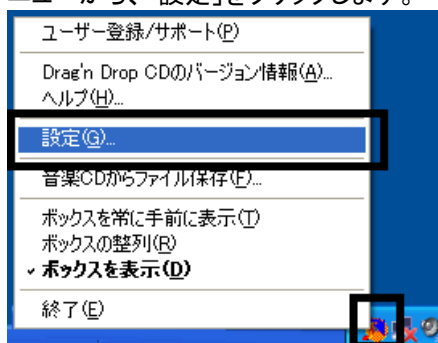 ニューから、「設定」をクリックします。
ユーザー登録/サポート(P)
Drag'n Drop CDのバージョン情報(A)...
ヘルプ(H)...
設定(G)...
音楽CDからファイル保存(F)...
ボックスを常に手前に表示(T)
ボックスの整列(R)
ボックスを表示(D)
終了(E)